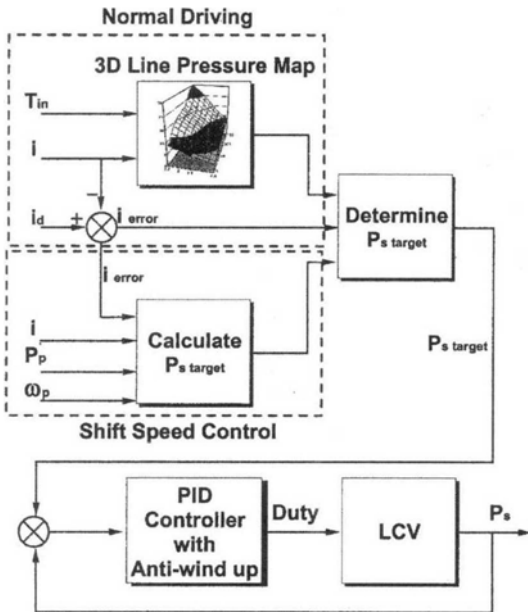 Normal Driving
3D Line Pressure Map
Tin
i
−
id
+
i error
Determine
Ps target
i error
i
Pp
ωp
Calculate
Ps target
Ps target
Shift Speed Control
PID
Controller
with
Anti-wind up
Duty
LCV
Ps